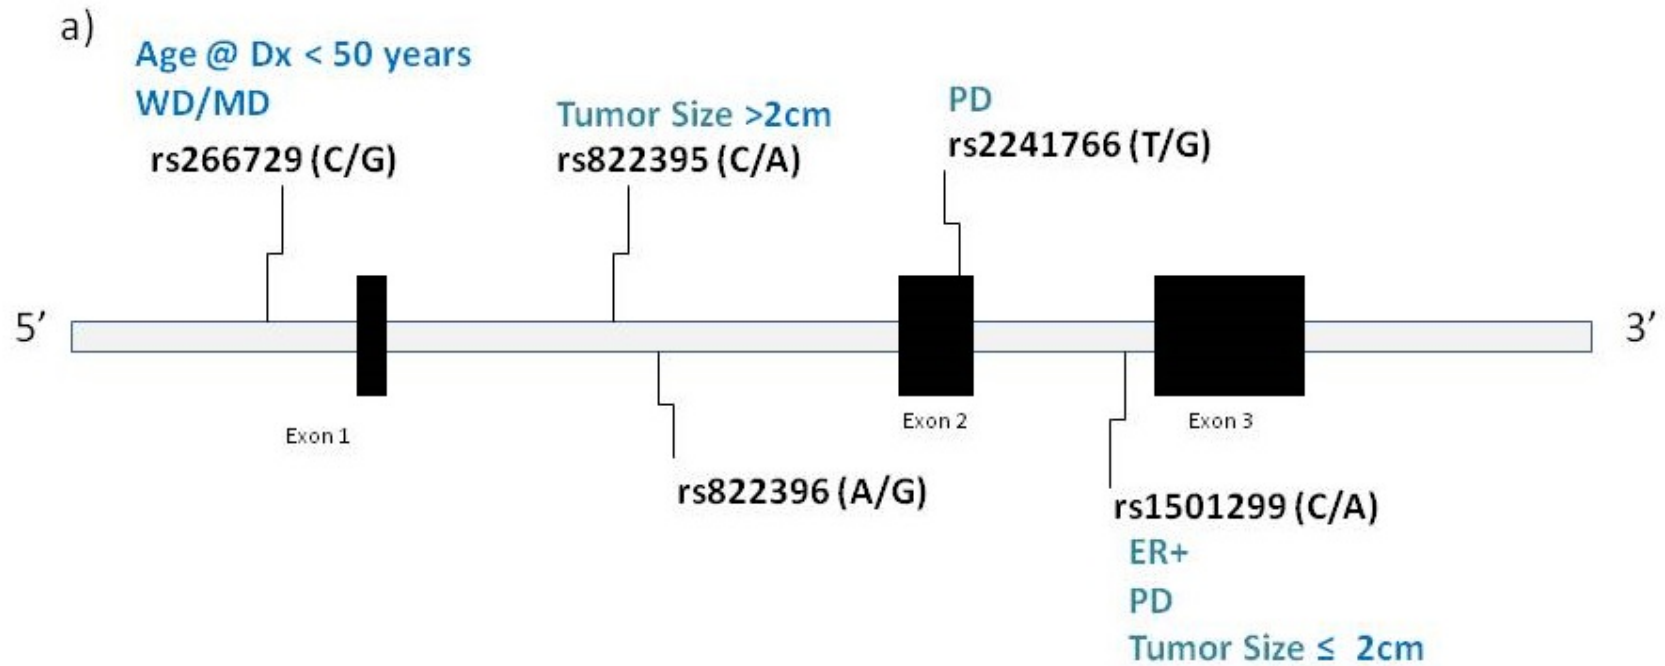 a)
Age @ Dx < 50 years
WD/MD
rs266729 (C/G)
Tumor Size >2cm
rs822395 (C/A)
PD
rs2241766 (T/G)
5’
3’
Exon 1
Exon 2
Exon 3
rs822396 (A/G)
rs1501299 (C/A)
ER+
PD
Tumor Size ≤ 2cm